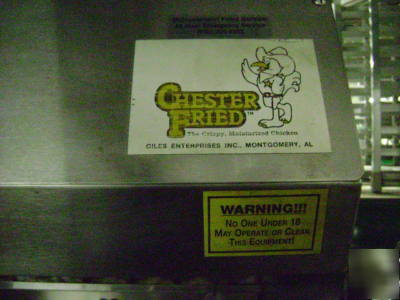 CHESTER
FRIED™
The Crispy, Moisturized Chicken
GILES ENTERPRISES INC., MONTGOMERY, AL
WARNING!!!
NO ONE UNDER 18
MAY OPERATE OR CLEAN
THIS EQUIPMENT!